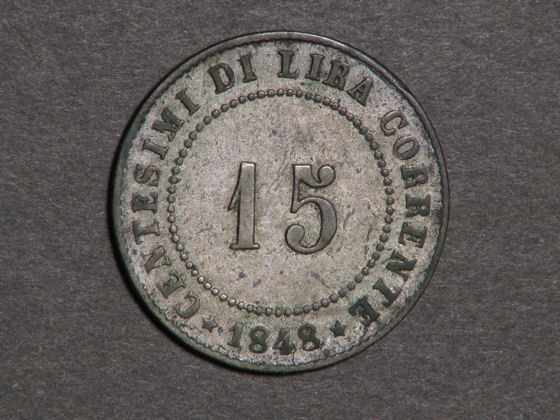 CENTESIMI DI LIRA CORRENTE
15
★ 1848 ★